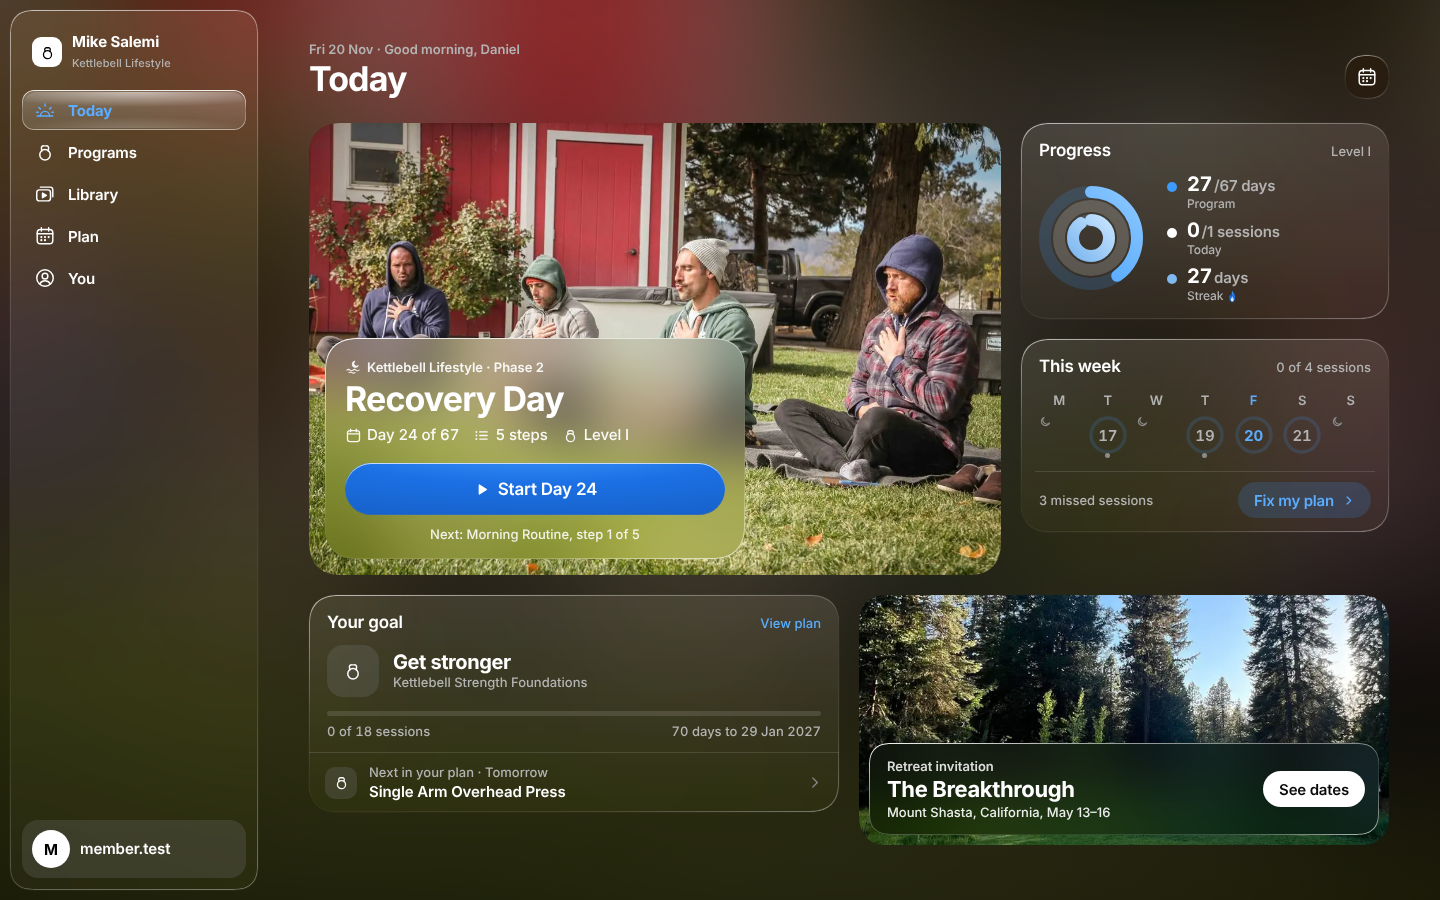 Mike Salemi
Kettlebell Lifestyle
Today
Programs
Library
Plan
You
M
member.test
Fri 20 Nov · Good morning, Daniel
Today
Kettlebell Lifestyle · Phase 2
Recovery Day
Day 24 of 67
5 steps
Level I
Start Day 24
Next: Morning Routine, step 1 of 5
Progress
Level I
27/67 days
Program
0/1 sessions
Today
27 days
Streak
This week
0 of 4 sessions
M T W T F S S
17 19 20 21
3 missed sessions
Fix my plan
Your goal
View plan
Get stronger
Kettlebell Strength Foundations
0 of 18 sessions
70 days to 29 Jan 2027
Next in your plan · Tomorrow
Single Arm Overhead Press
Retreat invitation
The Breakthrough
Mount Shasta, California, May 13–16
See dates